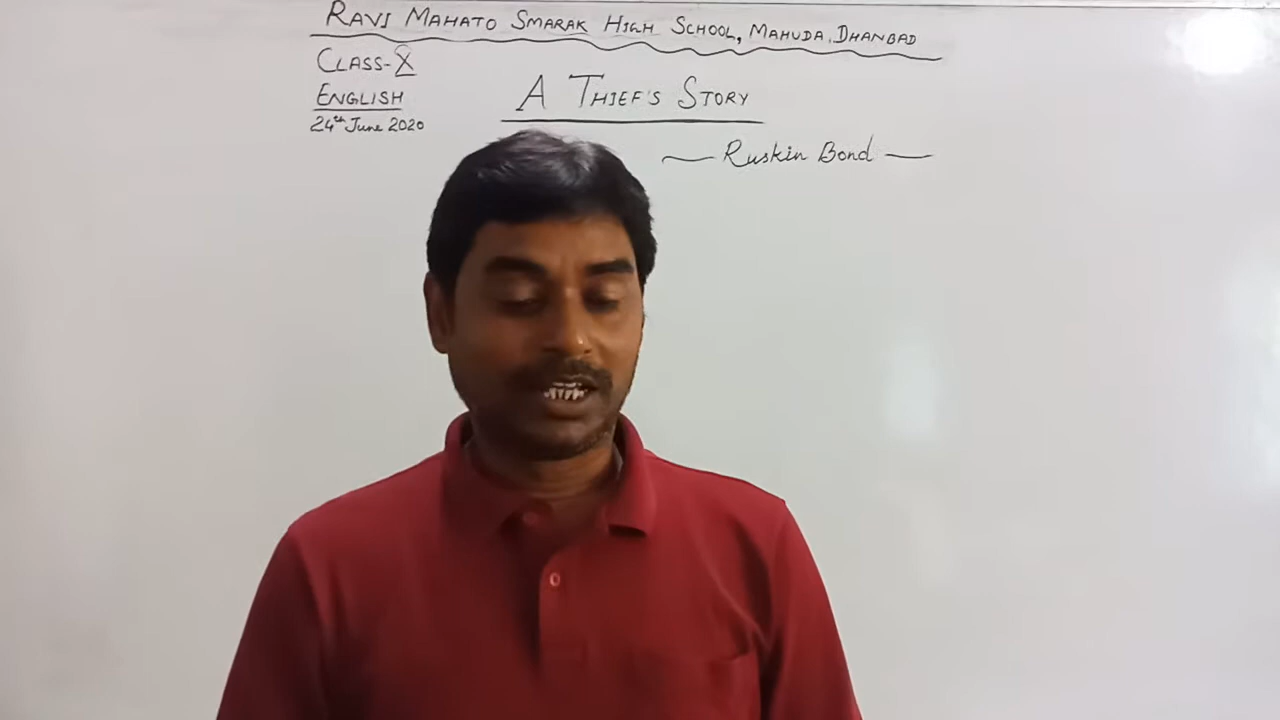 RAVI MAHATO SMARAK HIGH SCHOOL, MAHUDA, DHANBAD
CLASS-X
ENGLISH
24th June 2020
A THIEF'S STORY
— Ruskin Bond —